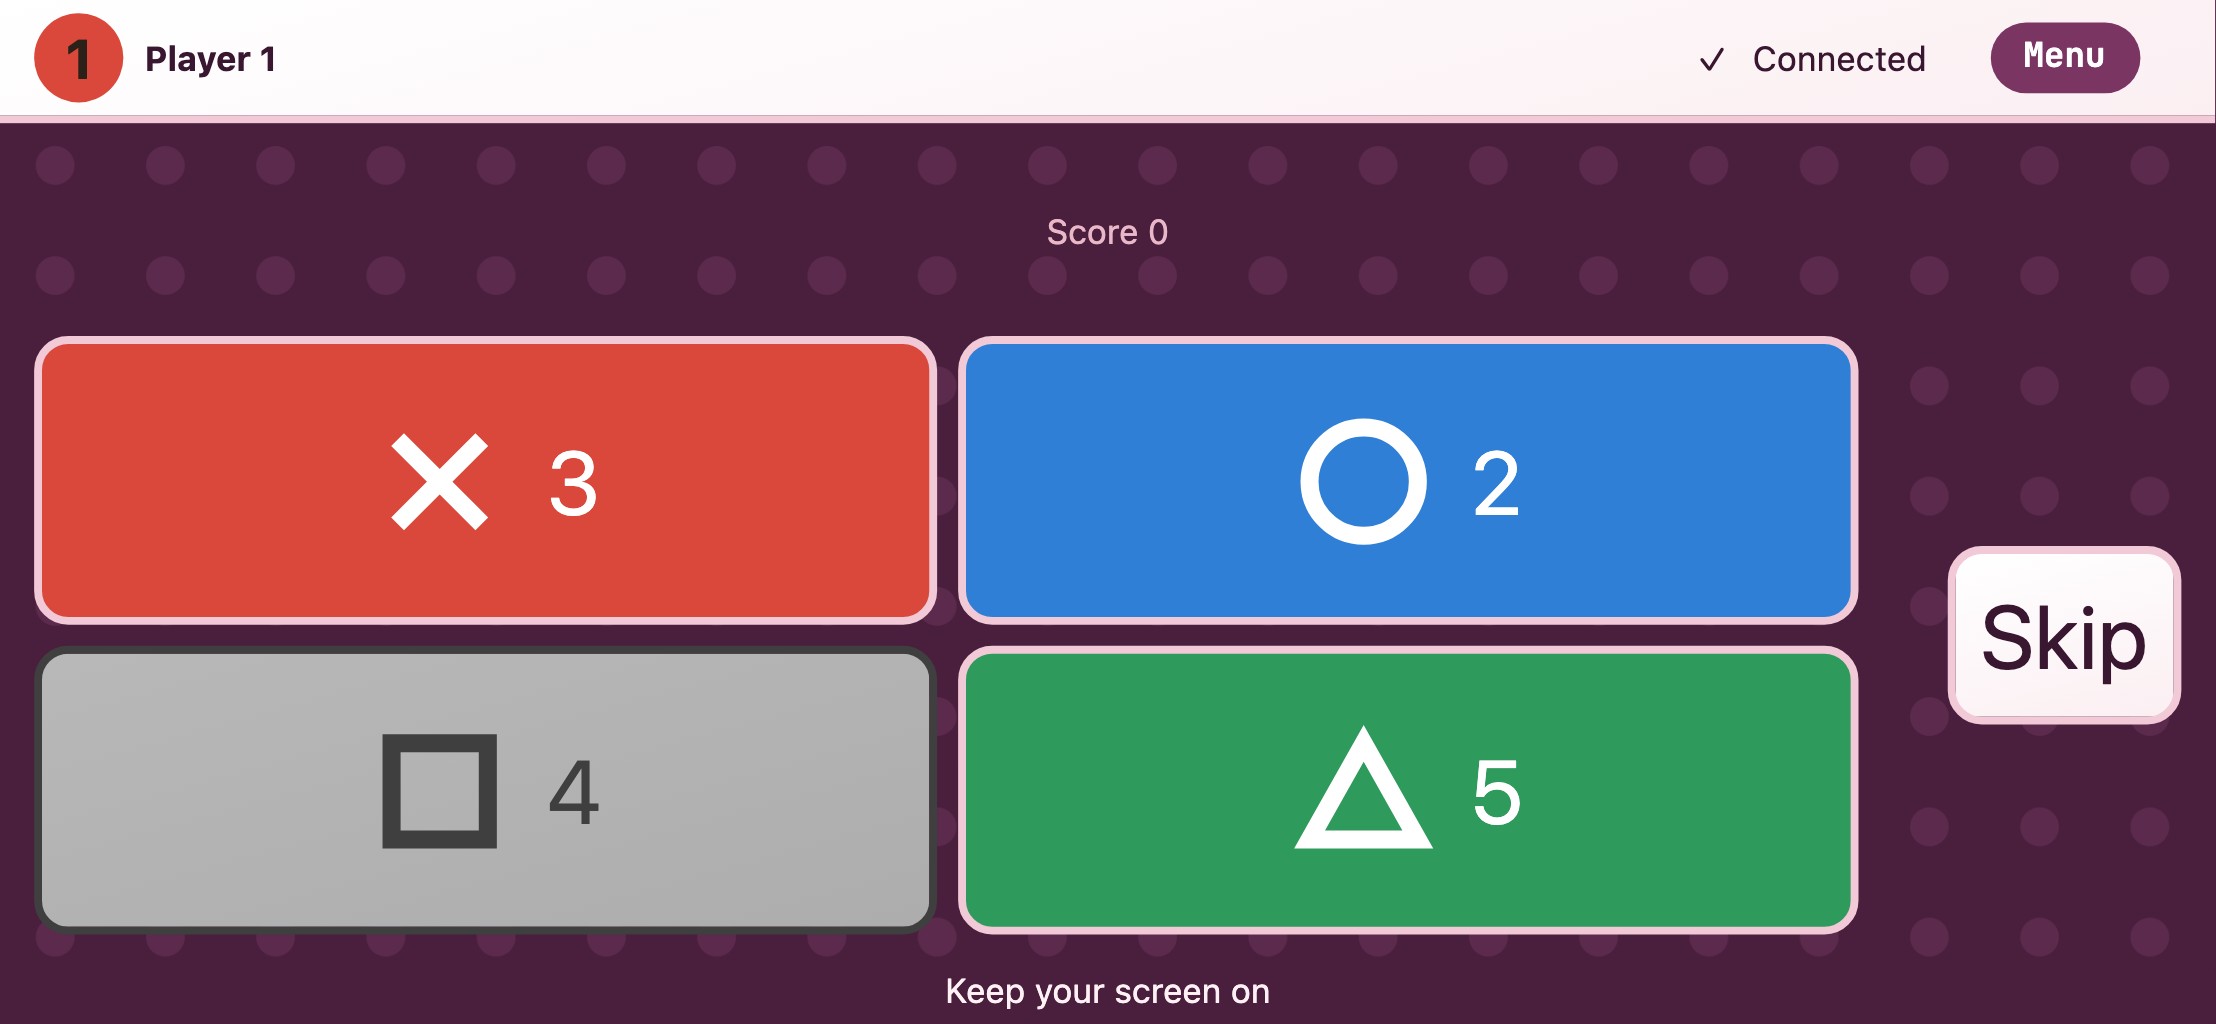 1 Player 1
✓ Connected
Menu
Score 0
3
2
4
5
Skip
Keep your screen on